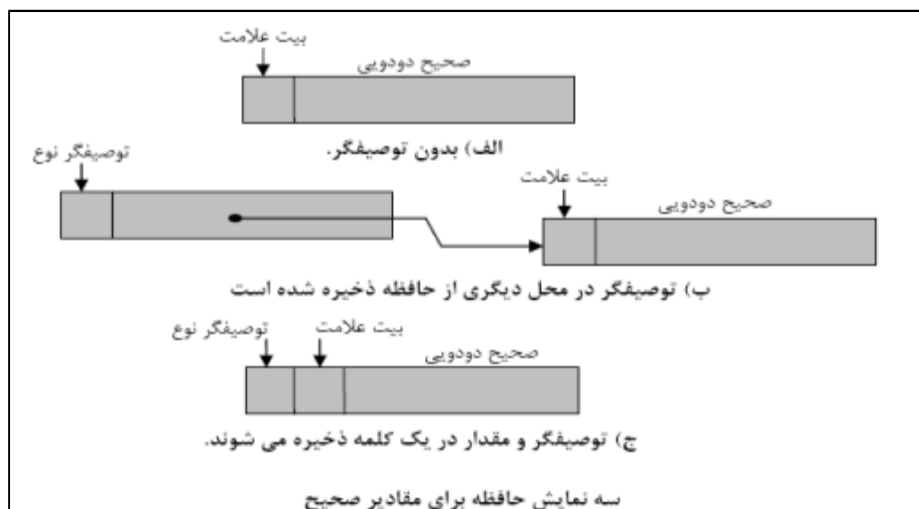 بیت علامت
صحیح دودویی
الف) بدون توصیفگر.
توصیفگر نوع
بیت علامت
صحیح دودویی
ب) توصیفگر در محل دیگری از حافظه ذخیره شده است
توصیفگر نوع
بیت علامت
صحیح دودویی
ج) توصیفگر و مقدار در یک کلمه ذخیره می شوند.
سه نمایش حافظه برای مقادیر صحیح